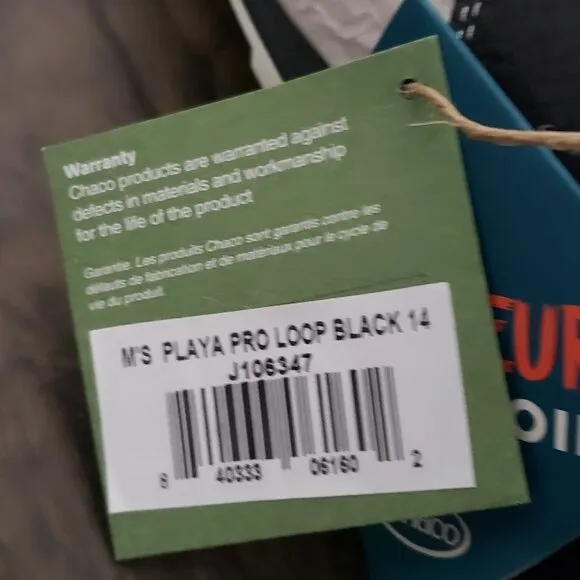 Warranty
Chaco products are warranted against
defects in materials and workmanship
for the life of the product
Garantie. Les produits Chaco sont garantis contre les
défauts de fabrication et de matériaux pour le cycle de
vie du produit.
M'S PLAYA PRO LOOP BLACK 14
J106347
8 40333 06160 2
EUR
OI